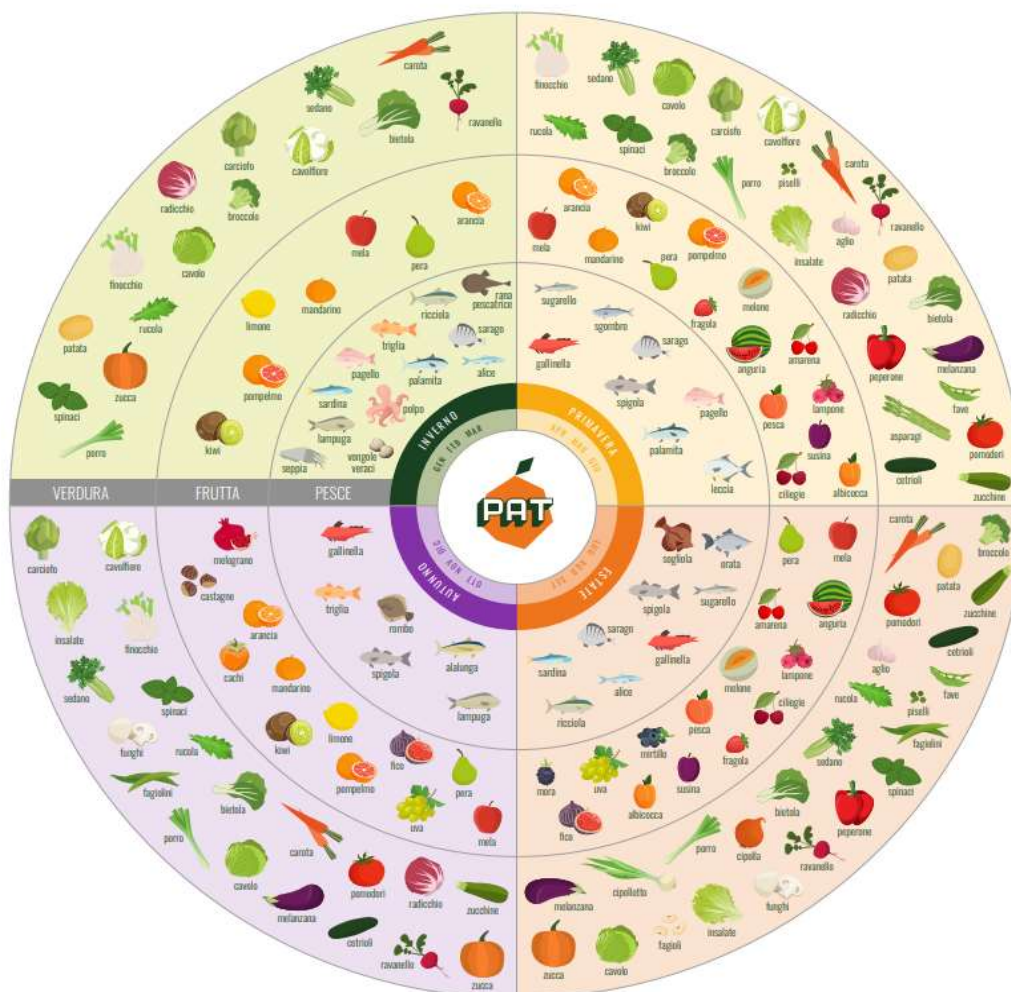 carota
sedano
ravanello
bietola
carciofo
cavolfiore
radicchio
broccolo
finocchio
cavolo
rucola
patata
zucca
spinaci
porro
arancia
mela
pera
mandarino
limone
pompelmo
kiwi
rana
pescatrice
ricciola
sarago
triglia
alice
pagello
palamita
sardina
polpo
lampuga
vongole
veraci
seppia
INVERNO
GEN FEB MAR
finocchio
sedano
cavolo
carciofo
cavolfiore
rucola
spinaci
broccolo
porro
piselli
carota
ravanello
insalate
aglio
patata
radicchio
bietola
peperone
melanzana
fave
asparagi
pomodori
cetrioli
zucchine
arancia
kiwi
mela
mandarino
pompelmo
pera
melone
fragola
anguria
amarena
pesca
lampone
susina
ciliegie
albicocca
sugarello
sgombro
gallinella
sarago
spigola
pagello
palamita
leccia
PRIMAVERA
APR MAG GIU
VERDURA
FRUTTA
PESCE
PAT
carciofo
cavolfiore
insalate
finocchio
sedano
spinaci
funghi
rucola
fagiolini
bietola
porro
carota
cavolo
pomodori
radicchio
zucchine
melanzana
cetrioli
ravanello
zucca
melograno
castagne
arancia
cachi
mandarino
kiwi
limone
fico
pompelmo
pera
uva
mela
gallinella
triglia
rombo
spigola
alalunga
lampuga
AUTUNNO
OTT NOV DIC
carota
broccolo
patata
zucchine
pomodori
cetrioli
aglio
fave
rucola
piselli
fagiolini
sedano
spinaci
bietola
peperone
porro
cipolla
ravanello
cipollotto
funghi
melanzana
insalate
fagioli
cavolo
zucca
pera
mela
amarena
anguria
melone
lampone
ciliegie
pesca
mirtillo
fragola
mora
uva
susina
albicocca
fico
sogliola
orata
spigola
sugarello
sarago
gallinella
sardina
alice
ricciola
ESTATE
LUG AGO SET